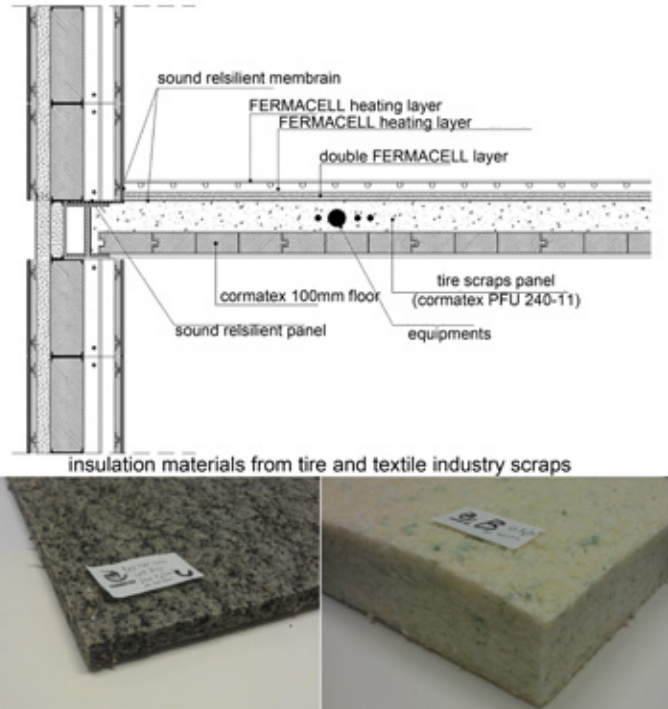 sound relsilient membrain
FERMACELL heating layer
FERMACELL heating layer
double FERMACELL layer
tire scraps panel
(cormatex PFU 240-11)
cormatex 100mm floor
sound relsilient panel
equipments
insulation materials from tire and textile industry scraps
B